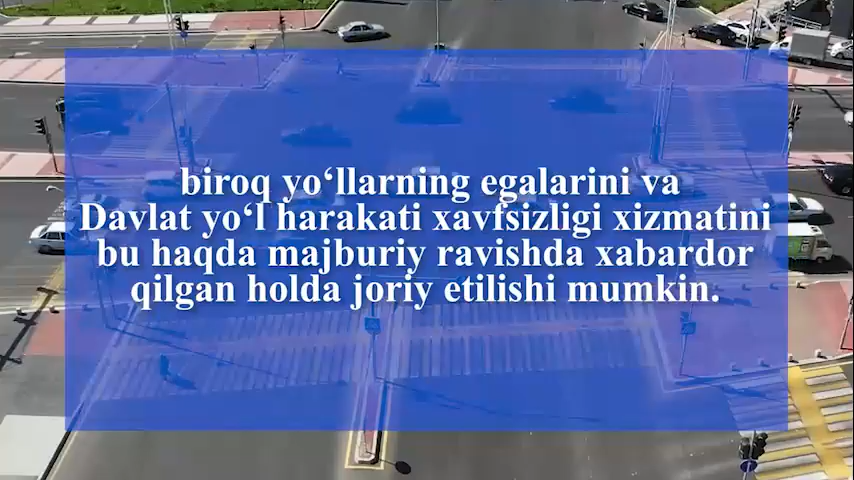 biroq yo‘llarning egalarini va
Davlat yo‘l harakati xavfsizligi xizmatini
bu haqda majburiy ravishda xabardor
qilgan holda joriy etilishi mumkin.